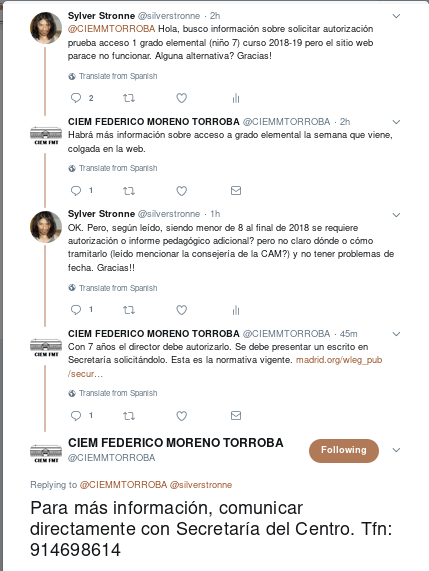 Sylver Stronne @silverstronne · 2h
@CIEMMTORROBA Hola, busco información sobre solicitar autorización
prueba acceso 1 grado elemental (niño 7) curso 2018-19 pero el sitio web
parace no funcionar. Alguna alternativa? Gracias!
Translate from Spanish
2
CIEM FEDERICO MORENO TORROBA @CIEMMTORROBA · 2h
Habrá más información sobre acceso a grado elemental la semana que viene,
colgada en la web.
CIEM FMT
Translate from Spanish
1
Sylver Stronne @silverstronne · 1h
OK. Pero, según leído, siendo menor de 8 al final de 2018 se requiere
autorización o informe pedagógico adicional? pero no claro dónde o cómo
tramitarlo (leído mencionar la consejería de la CAM?) y no tener problemas de
fecha. Gracias!!
Translate from Spanish
1
CIEM FEDERICO MORENO TORROBA @CIEMMTORROBA · 45m
Con 7 años el director debe autorizarlo. Se debe presentar un escrito en
Secretaría solicitándolo. Esta es la normativa vigente. madrid.org/wleg_pub
/secur…
CIEM FMT
Translate from Spanish
1
CIEM FEDERICO MORENO TORROBA
@CIEMMTORROBA
CIEM FMT
Following
Replying to @CIEMMTORROBA @silverstronne
Para más información, comunicar
directamente con Secretaría del Centro. Tfn:
914698614